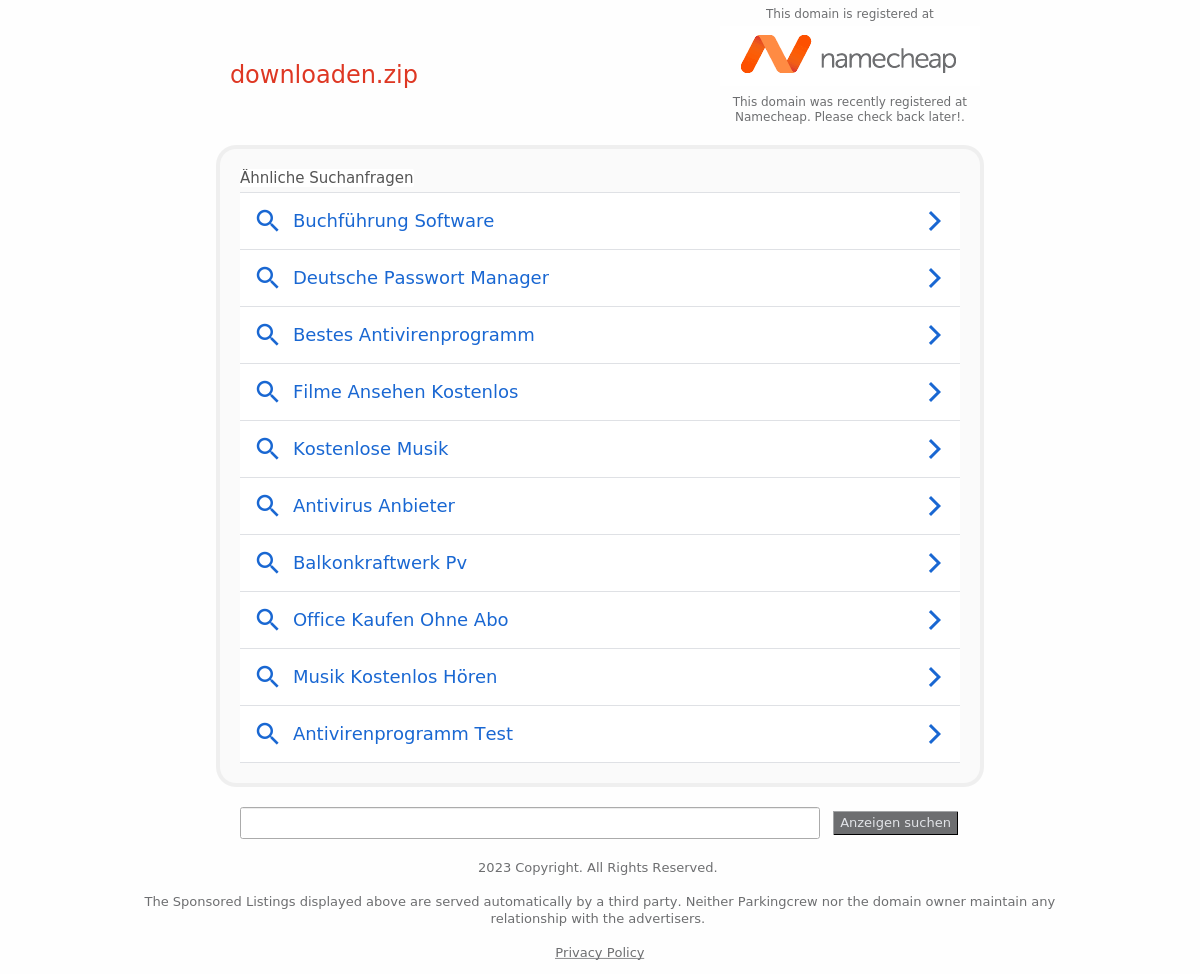 This domain is registered at
namecheap
downloaden.zip
This domain was recently registered at
Namecheap. Please check back later!.
Ähnliche Suchanfragen
Buchführung Software
Deutsche Passwort Manager
Bestes Antivirenprogramm
Filme Ansehen Kostenlos
Kostenlose Musik
Antivirus Anbieter
Balkonkraftwerk Pv
Office Kaufen Ohne Abo
Musik Kostenlos Hören
Antivirenprogramm Test
Anzeigen suchen
2023 Copyright. All Rights Reserved.
The Sponsored Listings displayed above are served automatically by a third party. Neither Parkingcrew nor the domain owner maintain any
relationship with the advertisers.
Privacy Policy